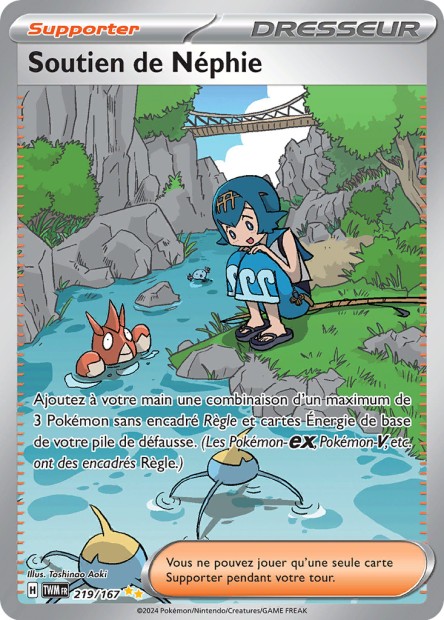 Supporter
DRESSEUR
Soutien de Néphie
Ajoutez à votre main une combinaison d'un maximum de
3 Pokémon sans encadré Règle et cartes Énergie de base
de votre pile de défausse. (Les Pokémon-ex, Pokémon-V, etc.
ont des encadrés Règle.)
Illus. Toshinao Aoki
Vous ne pouvez jouer qu'une seule carte
Supporter pendant votre tour.
H TWM FR 219/167
©2024 Pokémon/Nintendo/Creatures/GAME FREAK